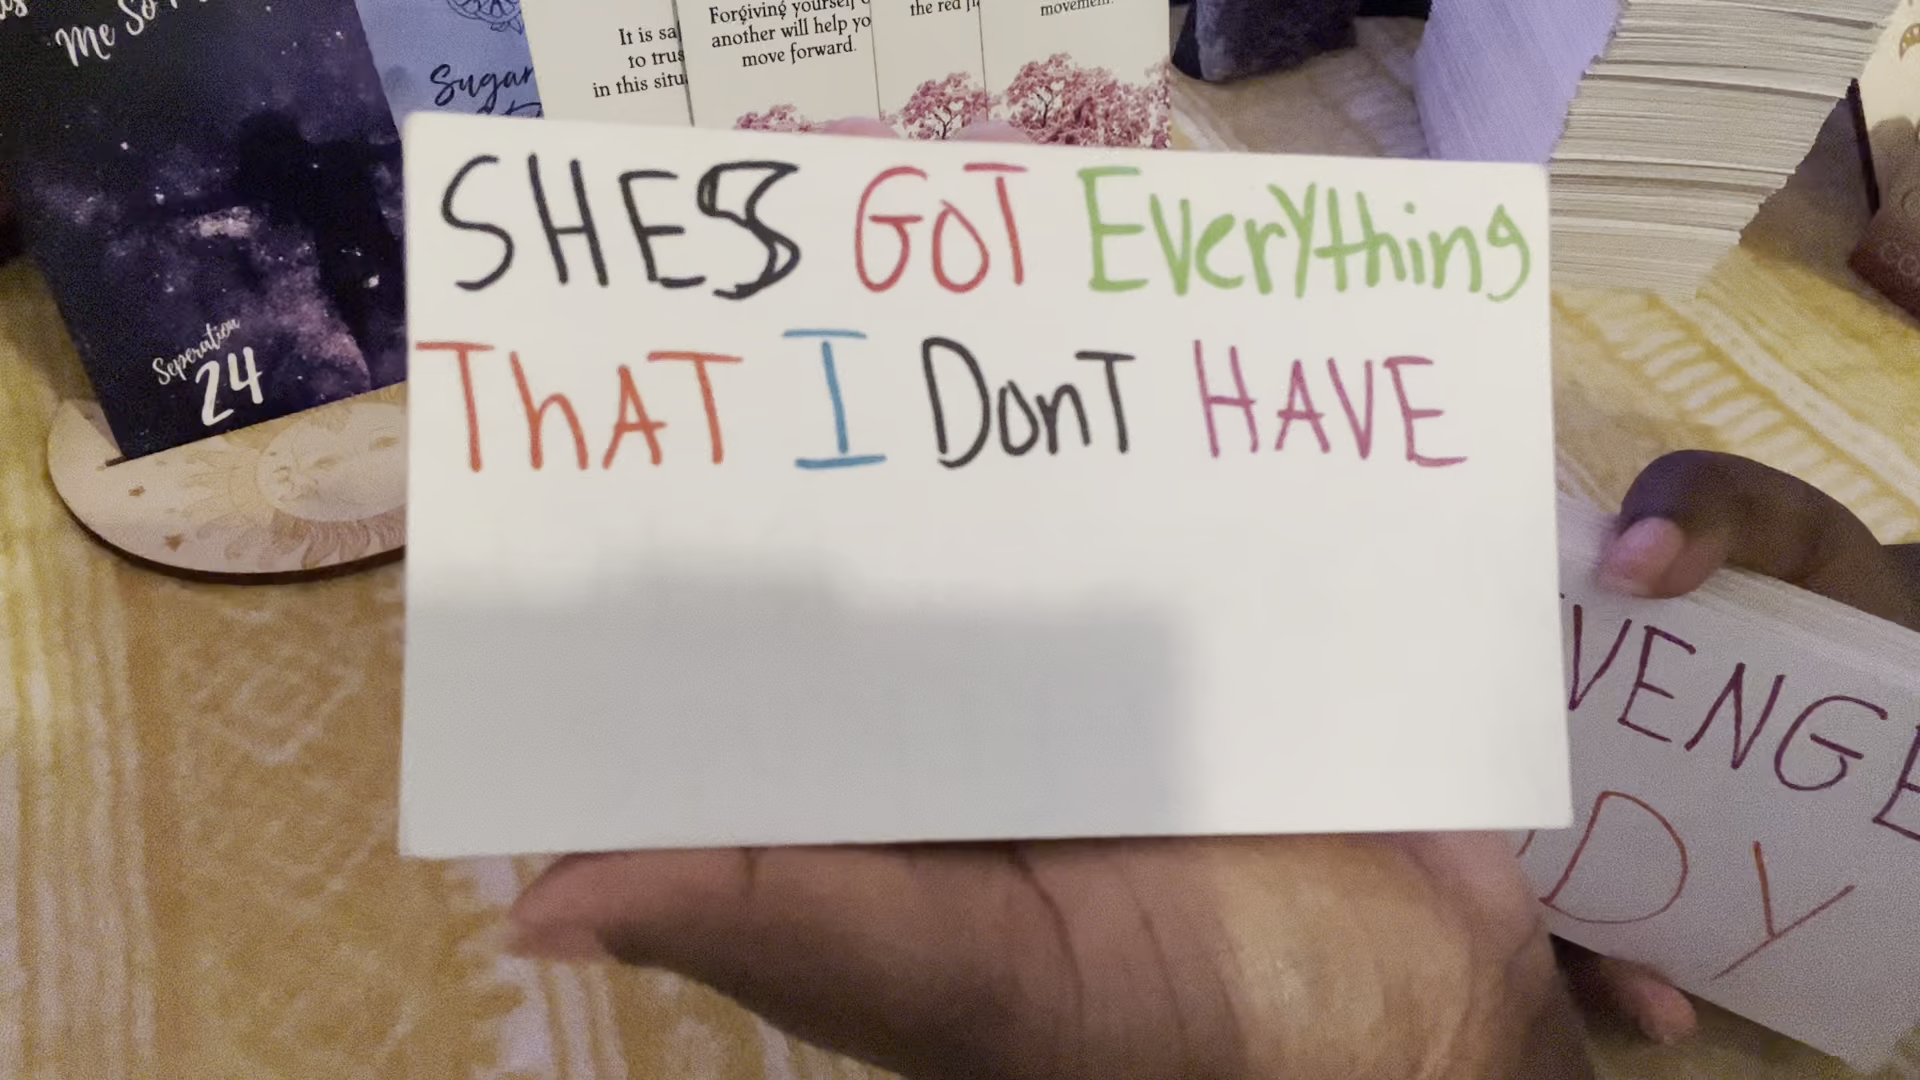 Me So
Seperation
24
Sugar
It is sa
to trus
in this situ
Forgiving yourself
another will help yo
move forward.
the red
movement.
SHES GOT EVerYthing
THAT I DonT HAVE
VENGE
DY